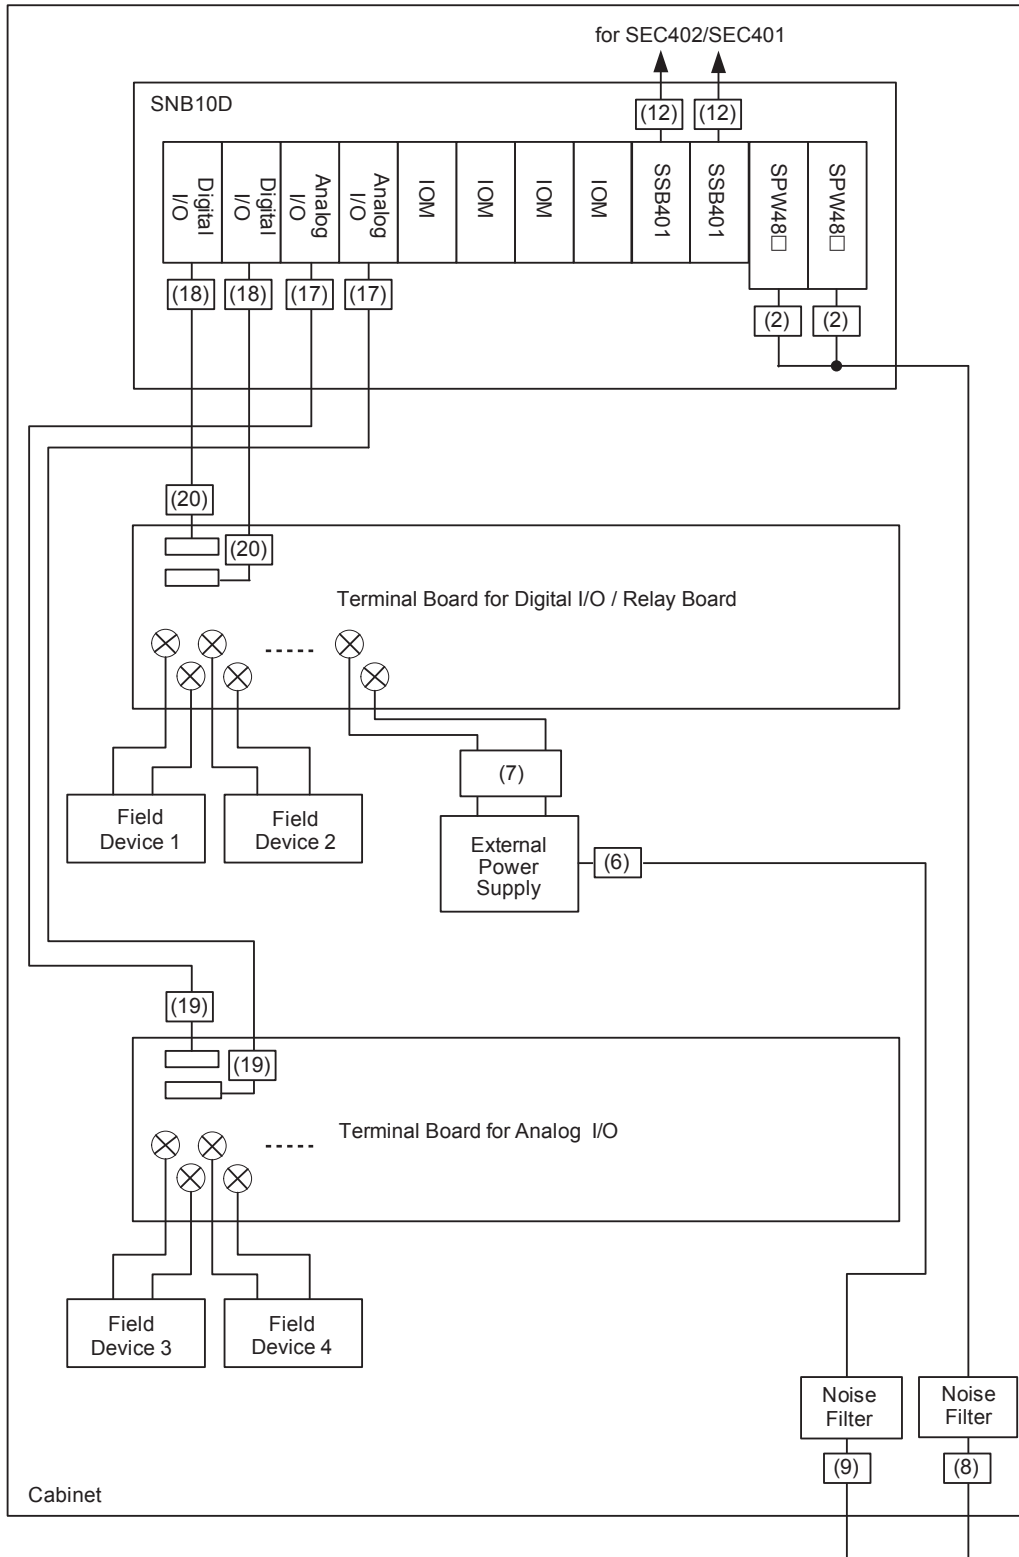 for SEC402/SEC401
SNB10D
(12) (12)
Digital
I/O
Digital
I/O
Analog
I/O
Analog
I/O
IOM
IOM
IOM
IOM
SSB401
SSB401
SPW48□
SPW48□
(18) (18) (17) (17)
(2) (2)
(20)
(20)
Terminal Board for Digital I/O / Relay Board
(7)
Field
Device 1
Field
Device 2
External
Power
Supply
(6)
(19)
(19)
Terminal Board for Analog I/O
Field
Device 3
Field
Device 4
Noise
Filter
Noise
Filter
(9) (8)
Cabinet